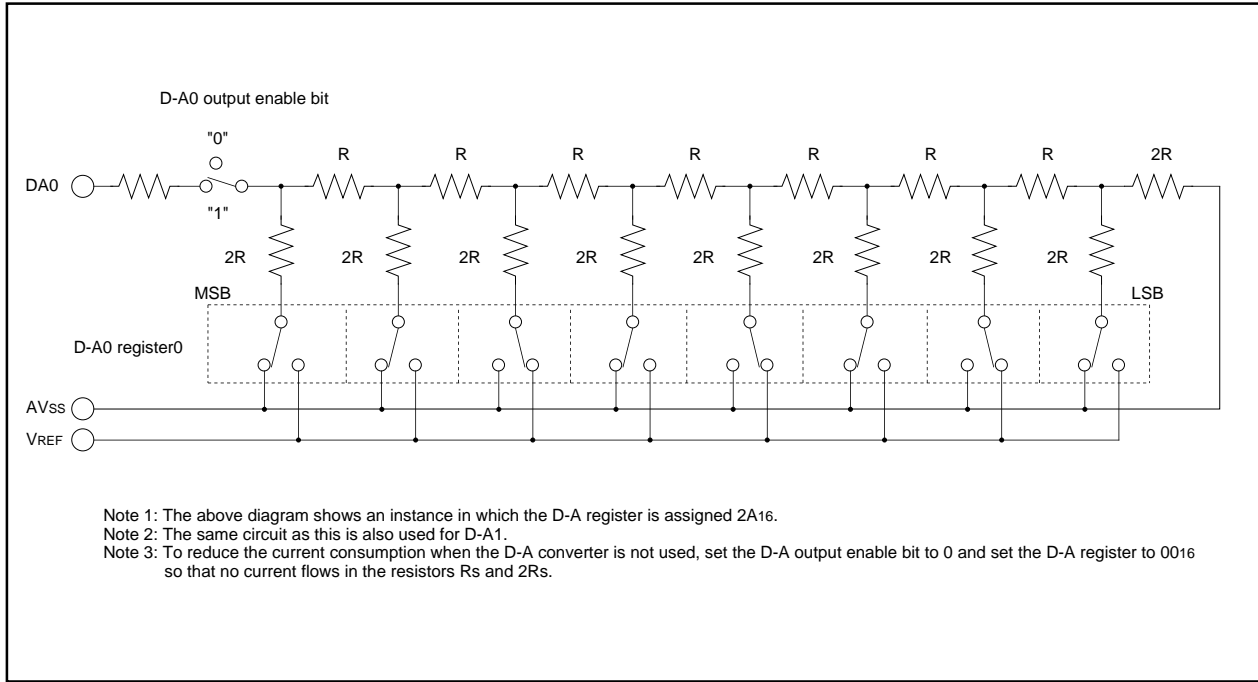 D-A0 output enable bit
"0"
R R R R R R R 2R
DA0
"1"
2R 2R 2R 2R 2R 2R 2R 2R
MSB LSB
D-A0 register0
AVSS
VREF
Note 1: The above diagram shows an instance in which the D-A register is assigned 2A16.
Note 2: The same circuit as this is also used for D-A1.
Note 3: To reduce the current consumption when the D-A converter is not used, set the D-A output enable bit to 0 and set the D-A register to 0016
so that no current flows in the resistors Rs and 2Rs.